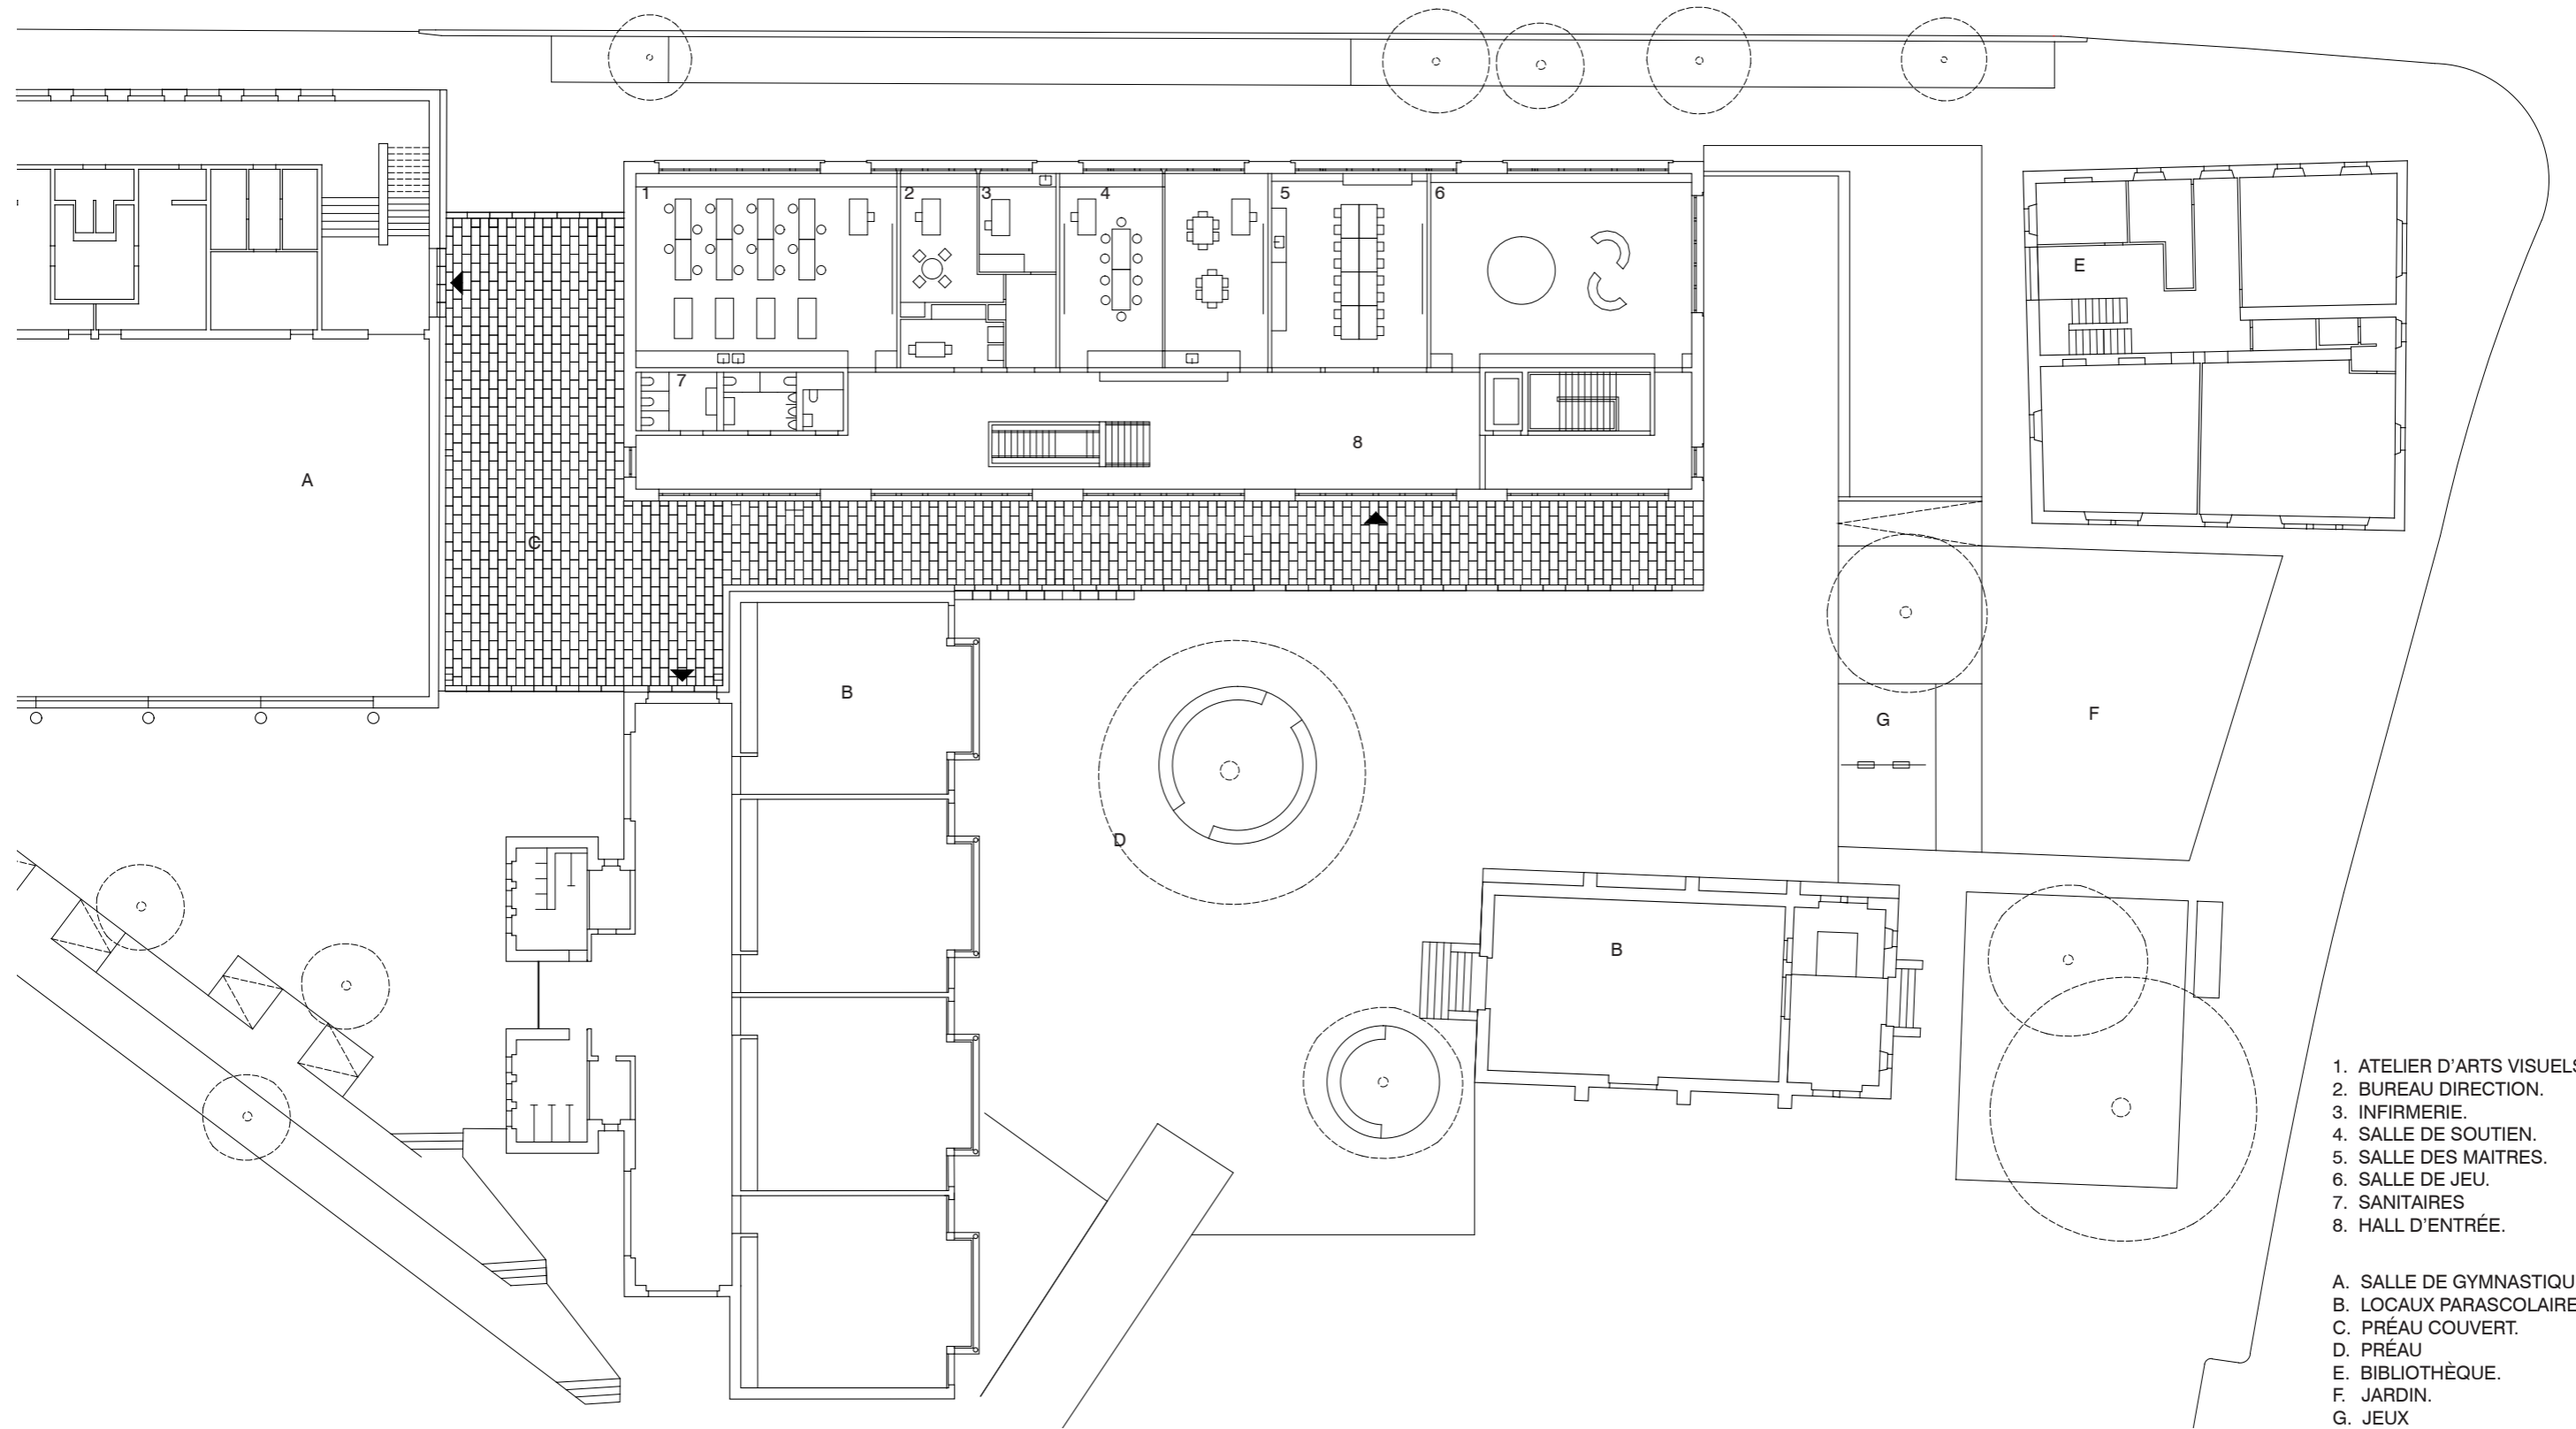 1
2
3
4
5
6
E
7
8
A
C
B
G
F
D
B
1. ATELIER D'ARTS VISUELS
2. BUREAU DIRECTION.
3. INFIRMERIE.
4. SALLE DE SOUTIEN.
5. SALLE DES MAITRES.
6. SALLE DE JEU.
7. SANITAIRES
8. HALL D'ENTRÉE.
A. SALLE DE GYMNASTIQU
B. LOCAUX PARASCOLAIRE
C. PRÉAU COUVERT.
D. PRÉAU
E. BIBLIOTHÈQUE.
F. JARDIN.
G. JEUX